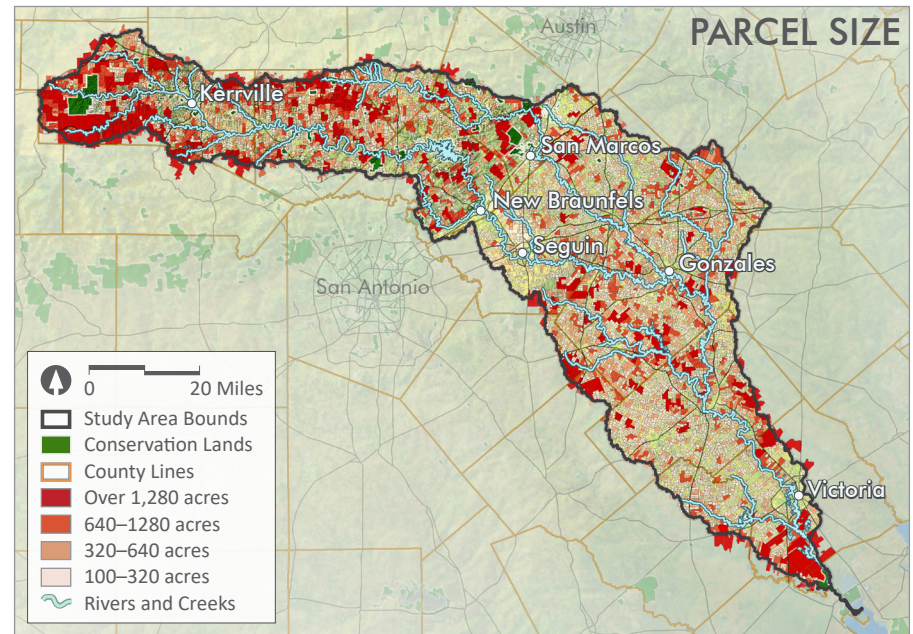 PARCEL SIZE
Austin
Kerrville
San Marcos
New Braunfels
Seguin
Gonzales
San Antonio
Victoria
0 20 Miles
Study Area Bounds
Conservation Lands
County Lines
Over 1,280 acres
640–1280 acres
320–640 acres
100–320 acres
Rivers and Creeks